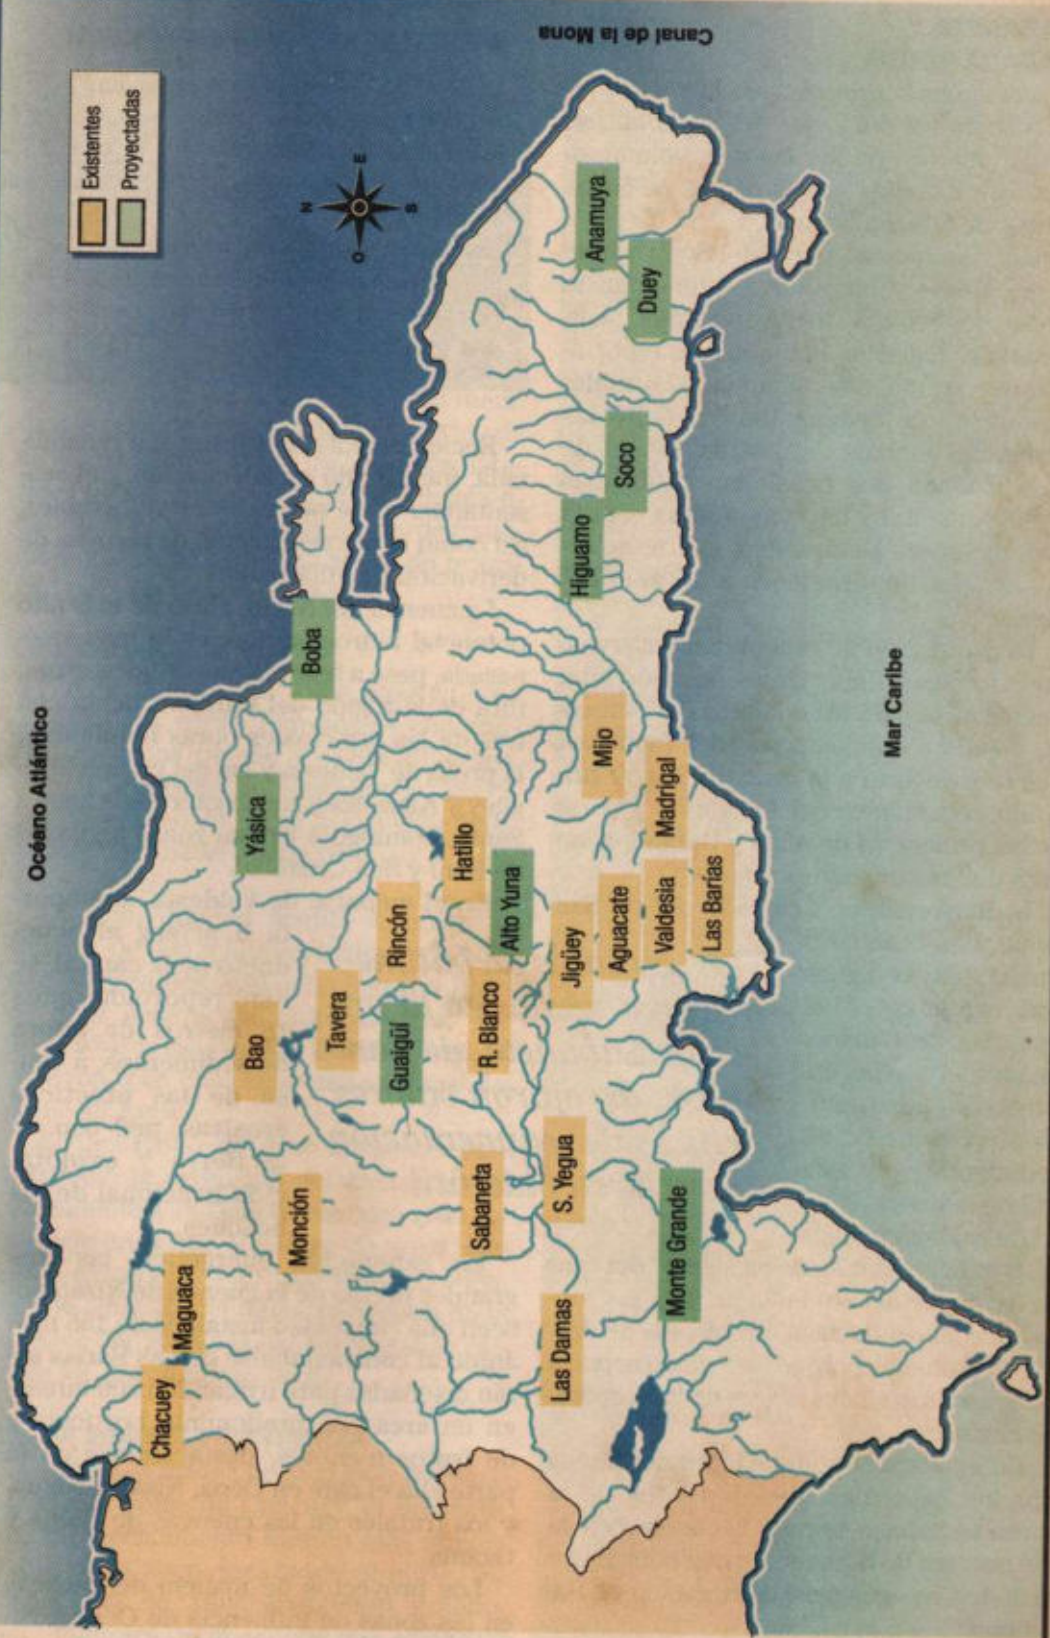 Océano Atlántico
Existentes
Proyectadas
N
O
E
S
Canal de la Mona
Chacuey
Maguaca
Monción
Bao
Yásica
Boba
Tavera
Guaigüí
Rincón
Hatillo
Sabaneta
R. Blanco
Alto Yuna
Las Damas
S. Yegua
Jigüey
Aguacate
Mijo
Higuamo
Soco
Anamuya
Duey
Monte Grande
Valdesia
Madrigal
Las Barías
Mar Caribe